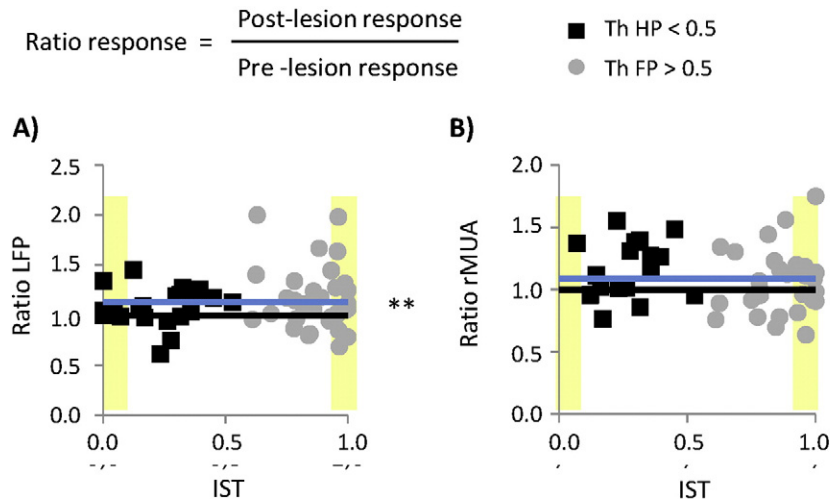 Ratio response = Post-lesion response
Pre -lesion response
Th HP < 0.5
Th FP > 0.5
A)
Ratio LFP
2.5
2.0
1.5
1.0
0.5
0.0
**
0.0 0.5 1.0
IST
B)
Ratio rMUA
2.0
1.5
1.0
0.5
0.0
0.0 0.5 1.0
IST